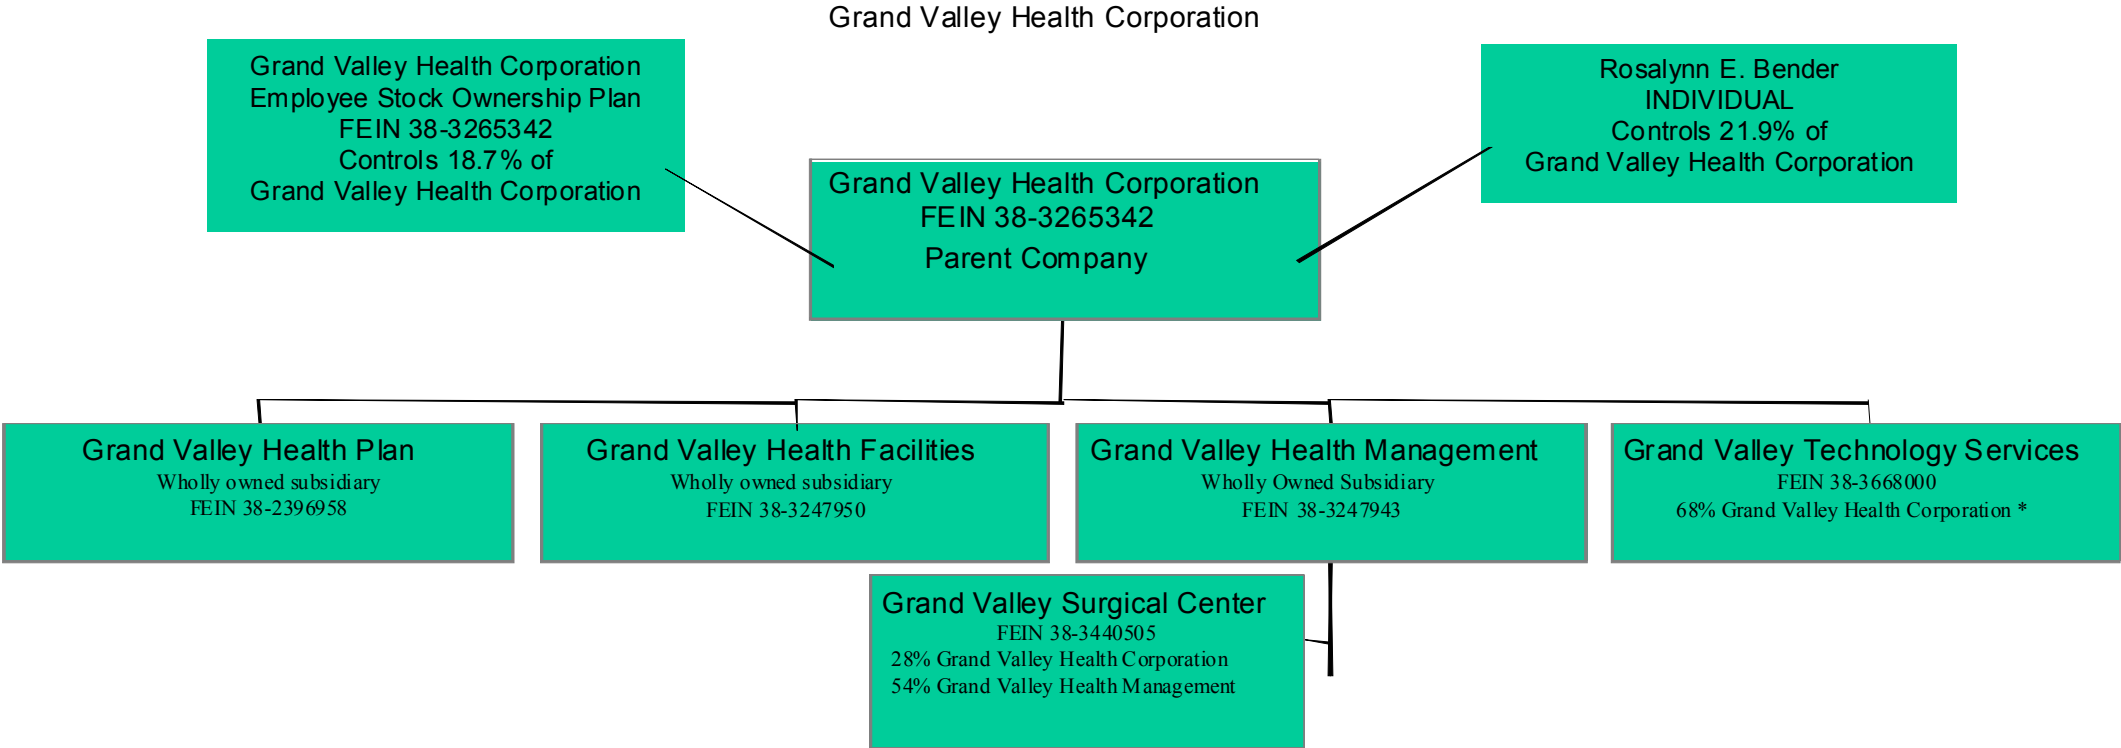 Grand Valley Health Corporation
Grand Valley Health Corporation
Employee Stock Ownership Plan
FEIN 38-3265342
Controls 18.7% of
Grand Valley Health Corporation
Rosalynn E. Bender
INDIVIDUAL
Controls 21.9% of
Grand Valley Health Corporation
Grand Valley Health Corporation
FEIN 38-3265342
Parent Company
Grand Valley Health Plan
Wholly owned subsidiary
FEIN 38-2396958
Grand Valley Health Facilities
Wholly owned subsidiary
FEIN 38-3247950
Grand Valley Health Management
Wholly Owned Subsidiary
FEIN 38-3247943
Grand Valley Technology Services
FEIN 38-3668000
68% Grand Valley Health Corporation *
Grand Valley Surgical Center
FEIN 38-3440505
28% Grand Valley Health Corporation
54% Grand Valley Health Management